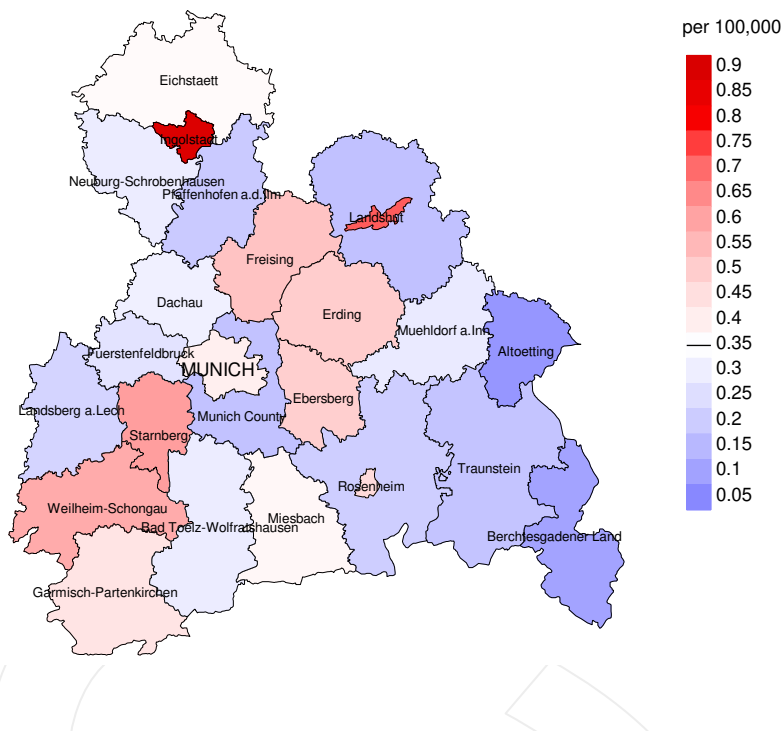 per 100,000
0.9
0.85
0.8
0.75
0.7
0.65
0.6
0.55
0.5
0.45
0.4
0.35
0.3
0.25
0.2
0.15
0.1
0.05
Eichstaett
Ingolstadt
Neuburg-Schrobenhausen
Pfaffenhofen a.d.Ilm
Landshut
Freising
Dachau
Erding
Muehldorf a.Inn
Altoetting
Fuerstenfeldbruck
MUNICH
Ebersberg
Landsberg a.Lech
Munich County
Starnberg
Traunstein
Rosenheim
Weilheim-Schongau
Miesbach
Bad Toelz-Wolfratshausen
Berchtesgadener Land
Garmisch-Partenkirchen